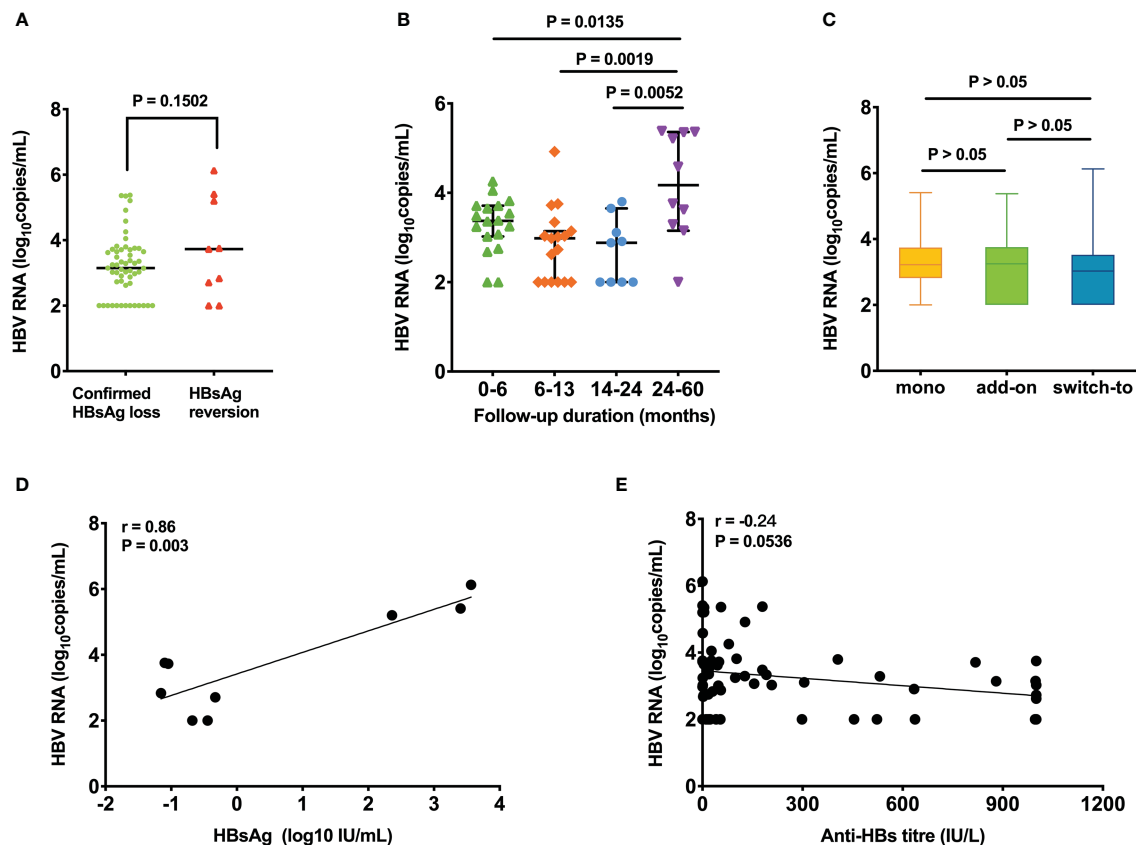 A
P = 0.1502
HBV RNA (log10copies/mL)
8
6
4
2
0
Confirmed HBsAg loss
HBsAg reversion
B
P = 0.0135
P = 0.0019
P = 0.0052
HBV RNA (log10copies/mL)
6
4
2
0
0-6 6-13 14-24 24-60
Follow-up duration (months)
C
P > 0.05
P > 0.05
P > 0.05
HBV RNA (log10copies/mL)
8
6
4
2
0
mono add-on switch-to
D
r = 0.86
P = 0.003
HBV RNA (log10copies/mL)
8
6
4
2
0
-2 -1 0 1 2 3 4
HBsAg (log10 IU/mL)
E
r = -0.24
P = 0.0536
HBV RNA (log10copies/mL)
8
6
4
2
0
0 300 600 900 1200
Anti-HBs titre (IU/L)